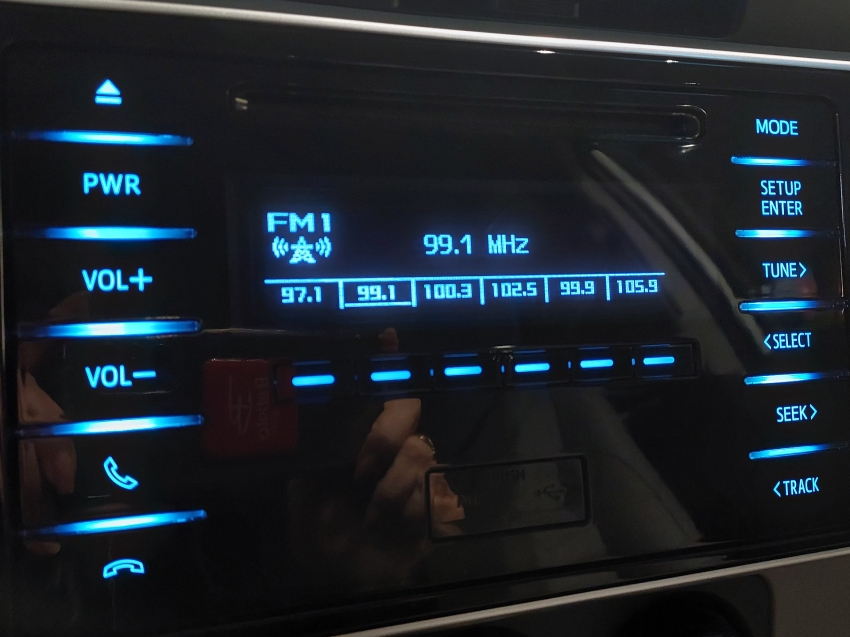 PWR
VOL+
VOL−
FM1
99.1 MHz
97.1 99.1 100.3 102.5 99.9 105.9
MODE
SETUP
ENTER
TUNE>
<SELECT
SEEK>
<TRACK